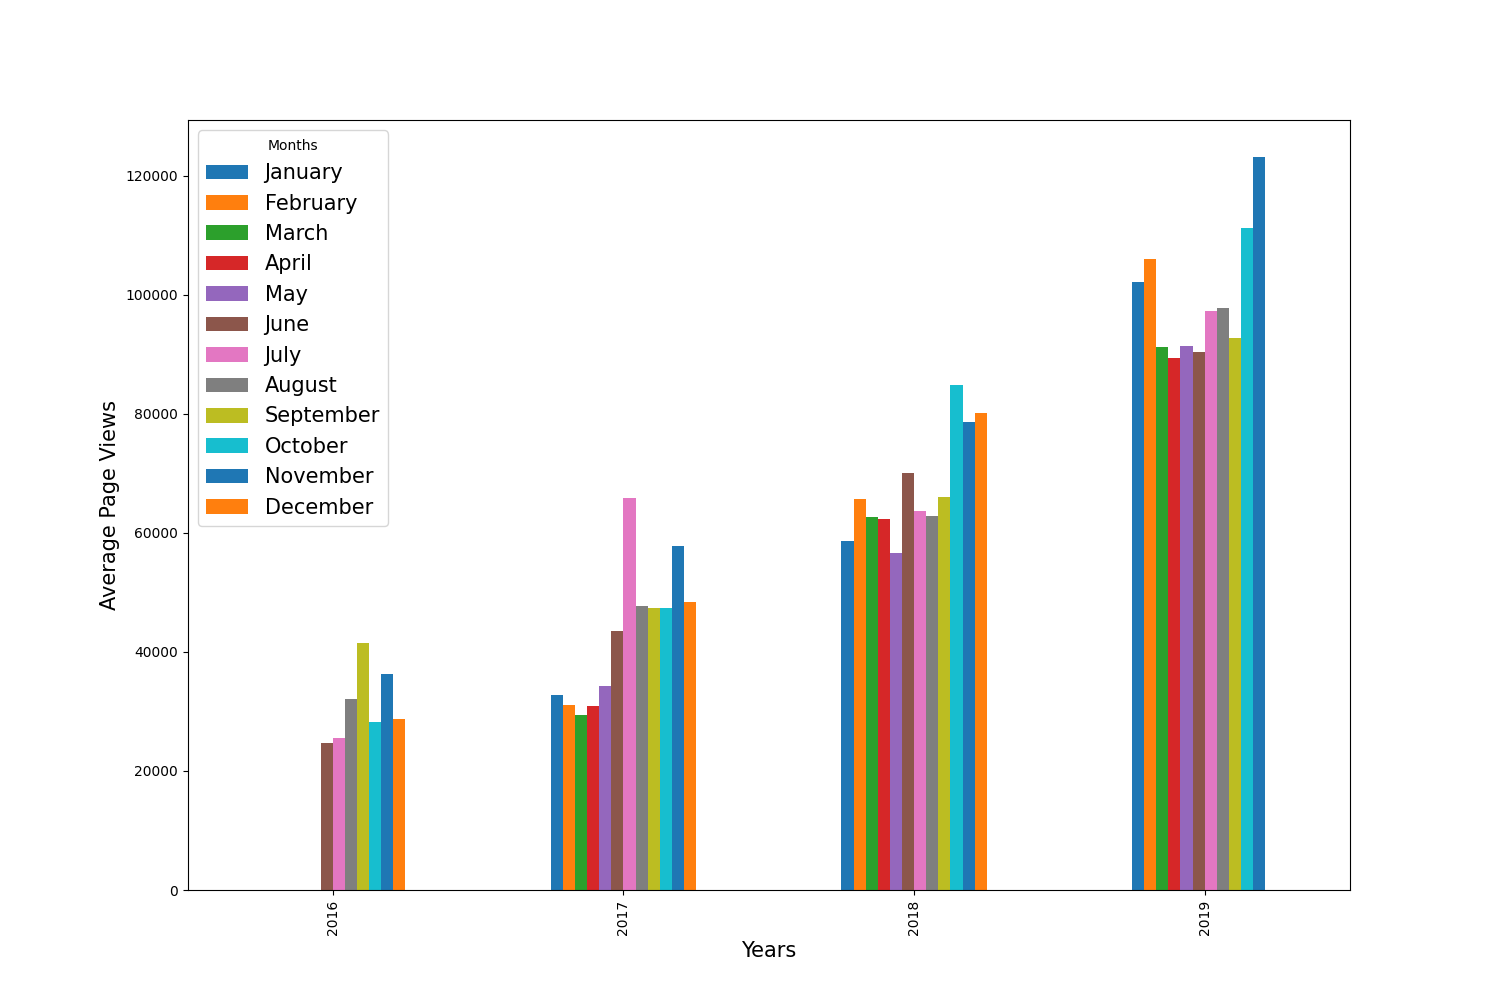 Months
January
February
March
April
May
June
July
August
September
October
November
December
120000
100000
80000
60000
40000
20000
0
Average Page Views
2016
2017
2018
2019
Years